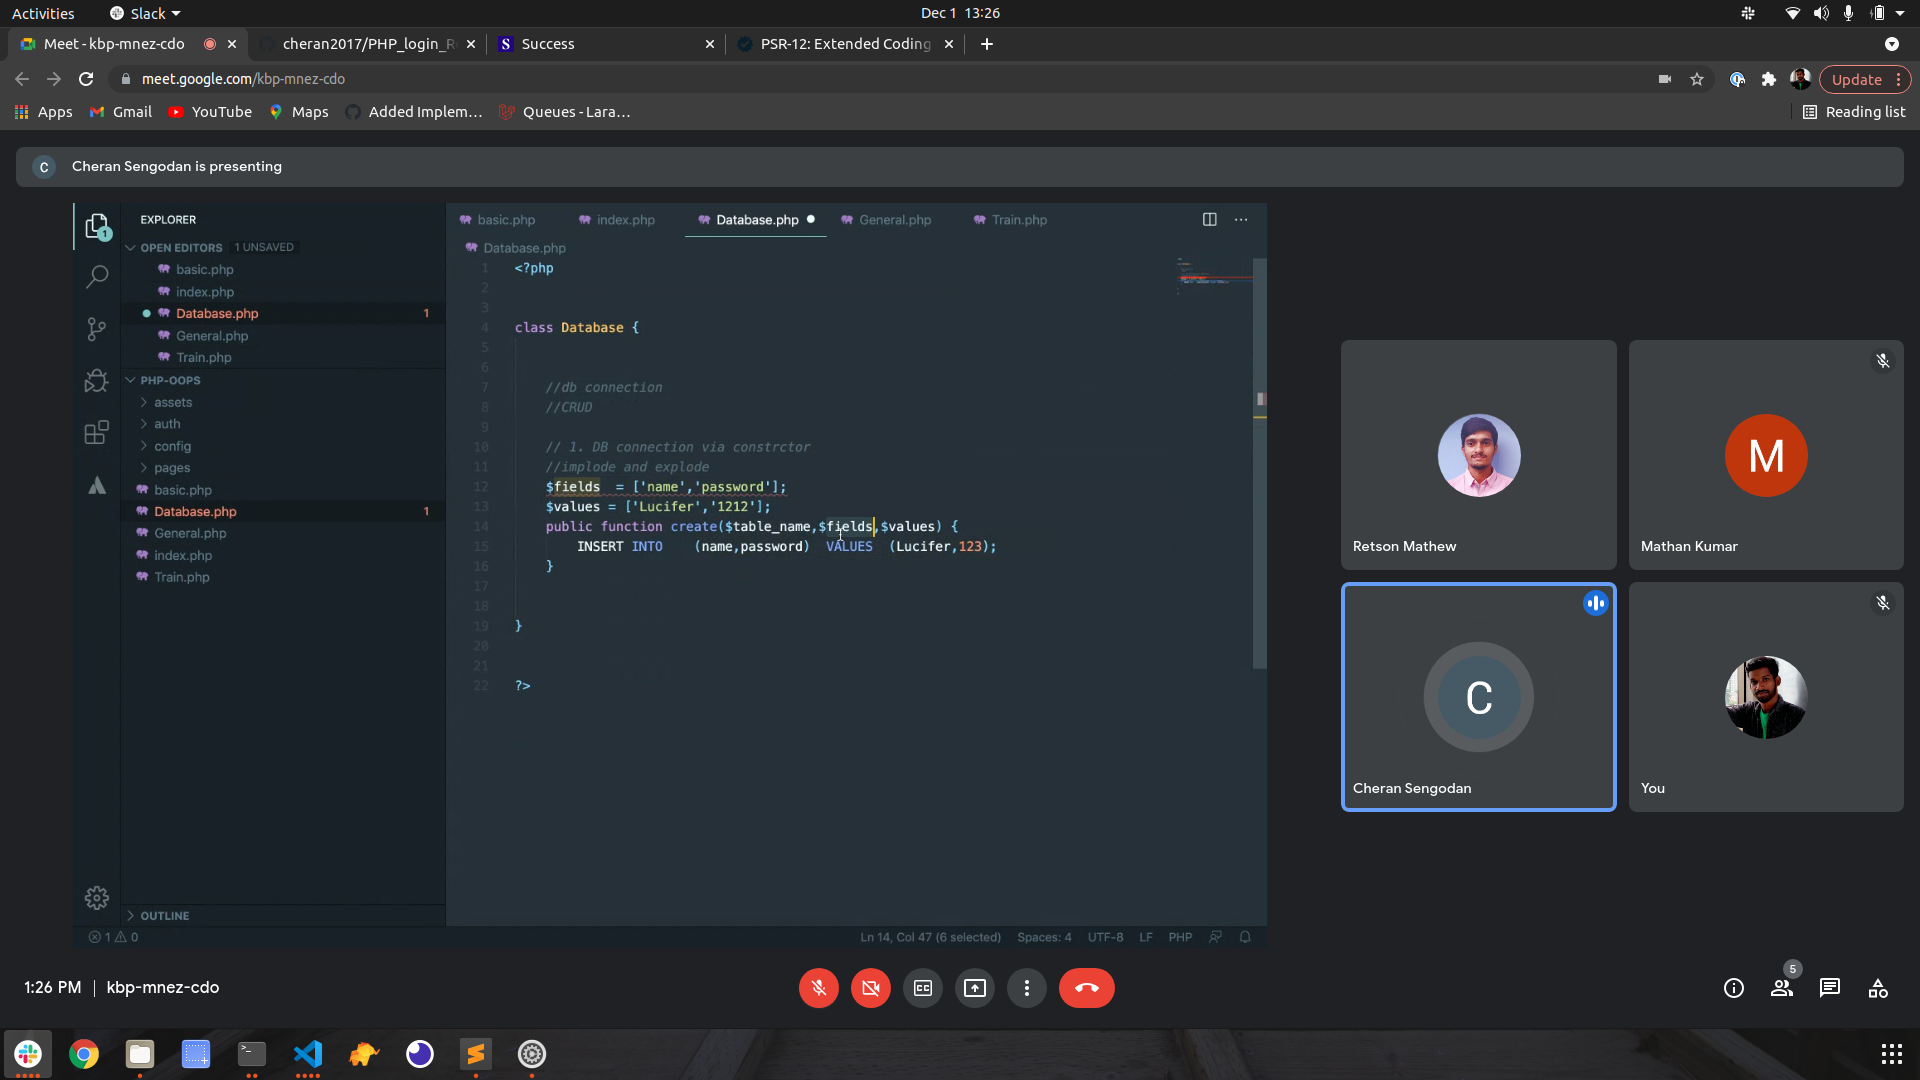 Activities
Slack
Dec 1 13:26
Meet - kbp-mnez-cdo
cheran2017/PHP_login_R
Success
PSR-12: Extended Coding
meet.google.com/kbp-mnez-cdo
Update
Apps
Gmail
YouTube
Maps
Added Implem...
Queues - Lara...
Reading list
C
Cheran Sengodan is presenting
EXPLORER
OPEN EDITORS 1 UNSAVED
basic.php
index.php
Database.php 1
General.php
Train.php
PHP-OOPS
assets
auth
config
pages
basic.php
Database.php 1
General.php
index.php
Train.php
OUTLINE
1
basic.php
index.php
Database.php
General.php
Train.php
Database.php
1 <?php
2
3
4 class Database {
5
6
7 //db connection
8 //CRUD
9
10 // 1. DB connection via constrctor
11 //implode and explode
12 $fields = ['name','password'];
13 $values = ['Lucifer','1212'];
14 public function create($table_name,$fields,$values) {
15 INSERT INTO (name,password) VALUES (Lucifer,123);
16 }
17
18
19 }
20
21
22 ?>
1 0
Ln 14, Col 47 (6 selected)
Spaces: 4
UTF-8
LF
PHP
Retson Mathew
M
Mathan Kumar
C
Cheran Sengodan
You
1:26 PM | kbp-mnez-cdo
CC
5